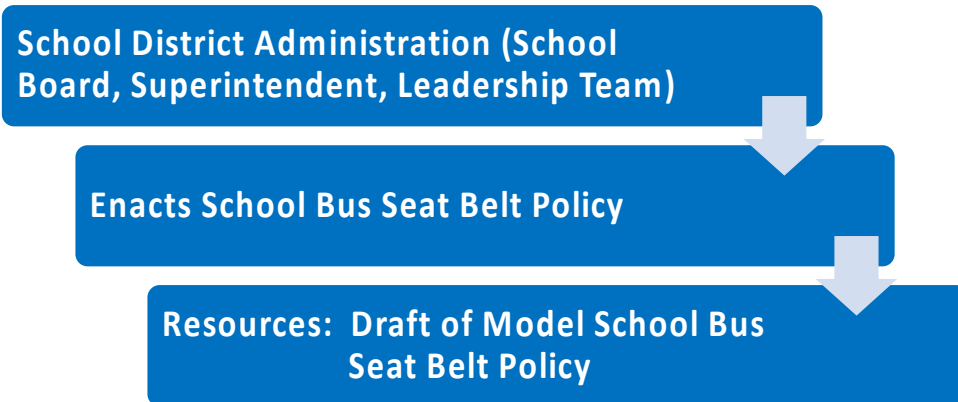 School District Administration (School
Board, Superintendent, Leadership Team)
Enacts School Bus Seat Belt Policy
Resources: Draft of Model School Bus
Seat Belt Policy